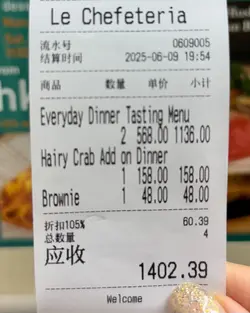 Le Chefeteria
流水号 0609005
结算时间 2025-06-09 19:54
商品 数量 单价 小计
Everyday Dinner Tasting Menu
2 568.00 1136.00
Hairy Crab Add on Dinner
1 158.00 158.00
Brownie 1 48.00 48.00
折扣105% 60.39
总数量 4
应收
1402.39
Welcome